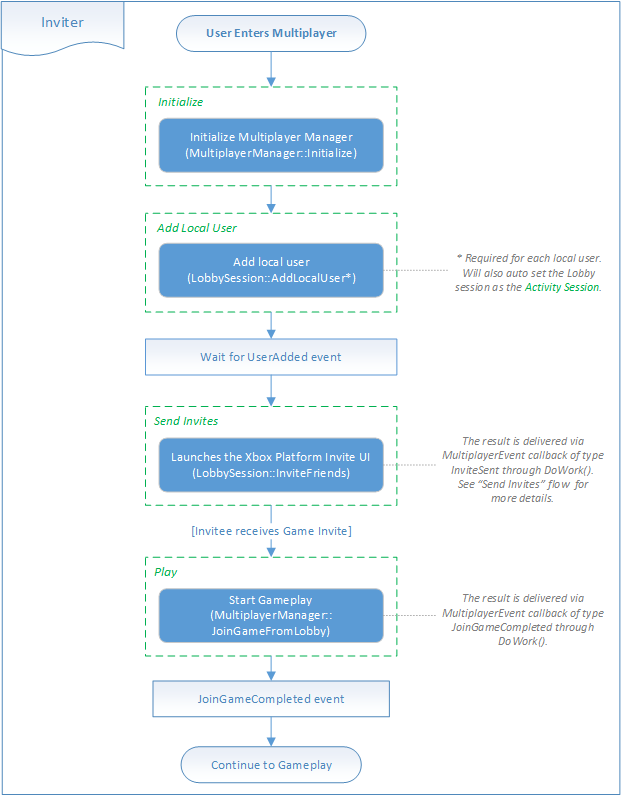 Inviter
User Enters Multiplayer
Initialize
Initialize Multiplayer Manager
(MultiplayerManager::Initialize)
Add Local User
Add local user
(LobbySession::AddLocalUser*)
* Required for each local user.
Will also auto set the Lobby
session as the Activity Session.
Wait for UserAdded event
Send Invites
Launches the Xbox Platform Invite UI
(LobbySession::InviteFriends)
The result is delivered via
MultiplayerEvent callback of type
InviteSent through DoWork().
See “Send Invites” flow for
more details.
[Invitee receives Game Invite]
Play
Start Gameplay
(MultiplayerManager::
JoinGameFromLobby)
The result is delivered via
MultiplayerEvent callback of type
JoinGameCompleted through
DoWork().
JoinGameCompleted event
Continue to Gameplay